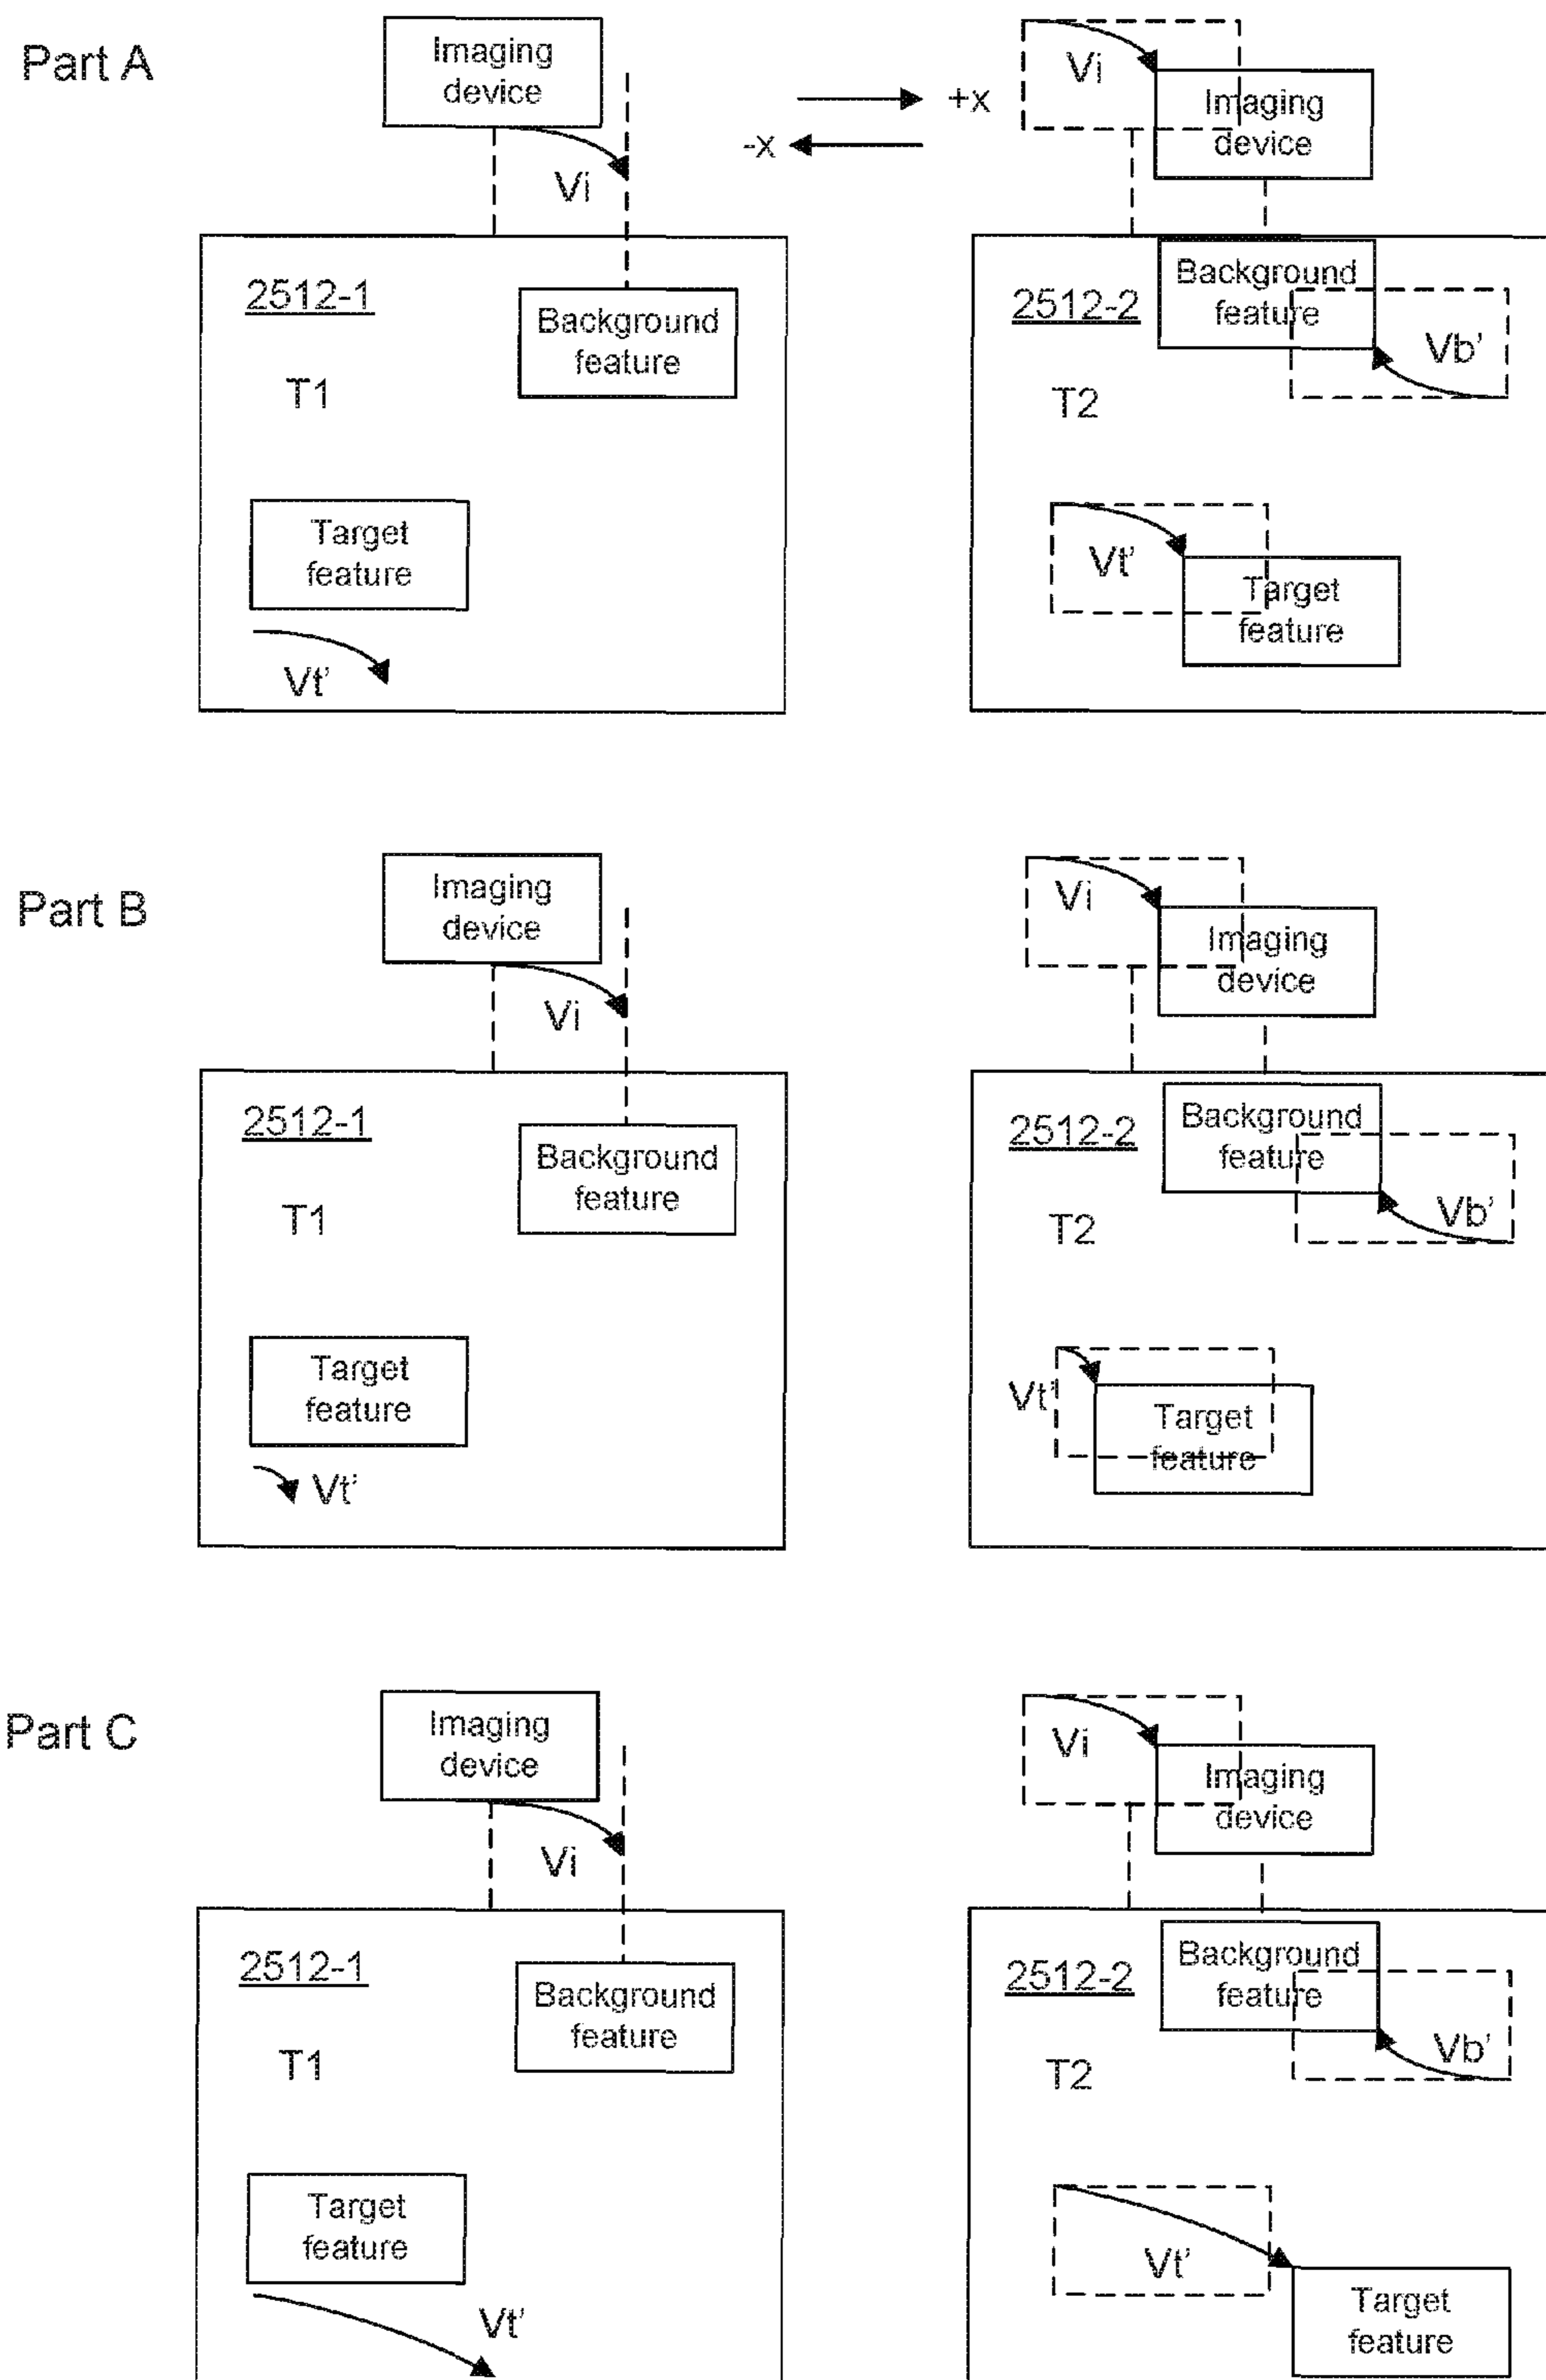 Part A
Imaging
device
Vi
+x
-x
Vi
Imaging
device
2512-1
Background
feature
T1
Target
feature
Vt'
2512-2
Background
feature
Vb'
T2
Vt'
Target
feature
Part B
Imaging
device
Vi
Vi
Imaging
device
2512-1
Background
feature
T1
Target
feature
Vt'
2512-2
Background
feature
Vb'
T2
Vt'
Target
feature
Part C
Imaging
device
Vi
Vi
Imaging
device
2512-1
Background
feature
T1
Target
feature
Vt'
2512-2
Background
feature
Vb'
T2
Vt'
Target
feature